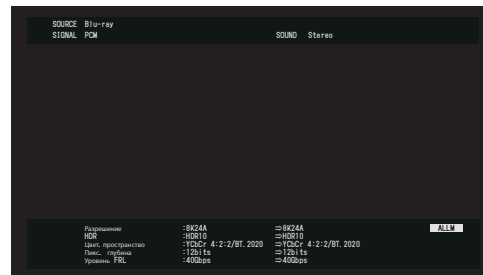 SOURCE Blu-ray
SIGNAL PCM SOUND Stereo
Разрешение :8K24A ⇒8K24A ALLM
HDR :HDR10 ⇒HDR10
Цвет. пространство :YCbCr 4:2:2/BT.2020 ⇒YCbCr 4:2:2/BT.2020
Пикс. глубина :12bits ⇒12bits
Уровень FRL :40Gbps ⇒40Gbps